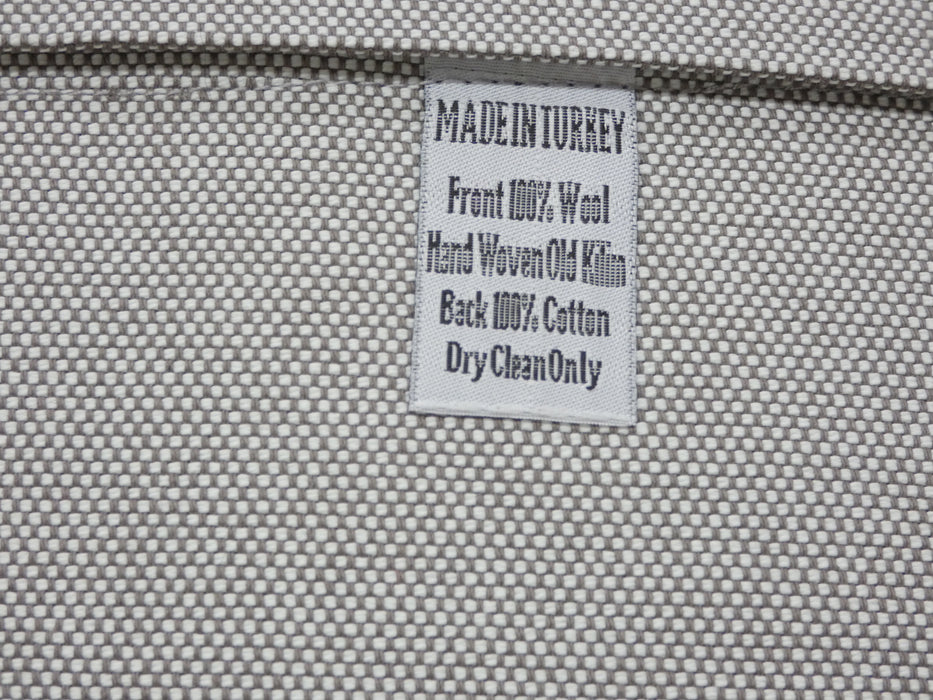 MADE IN TURKEY
Front 100% Wool
Hand Woven Old Kilim
Back 100% Cotton
Dry Clean Only